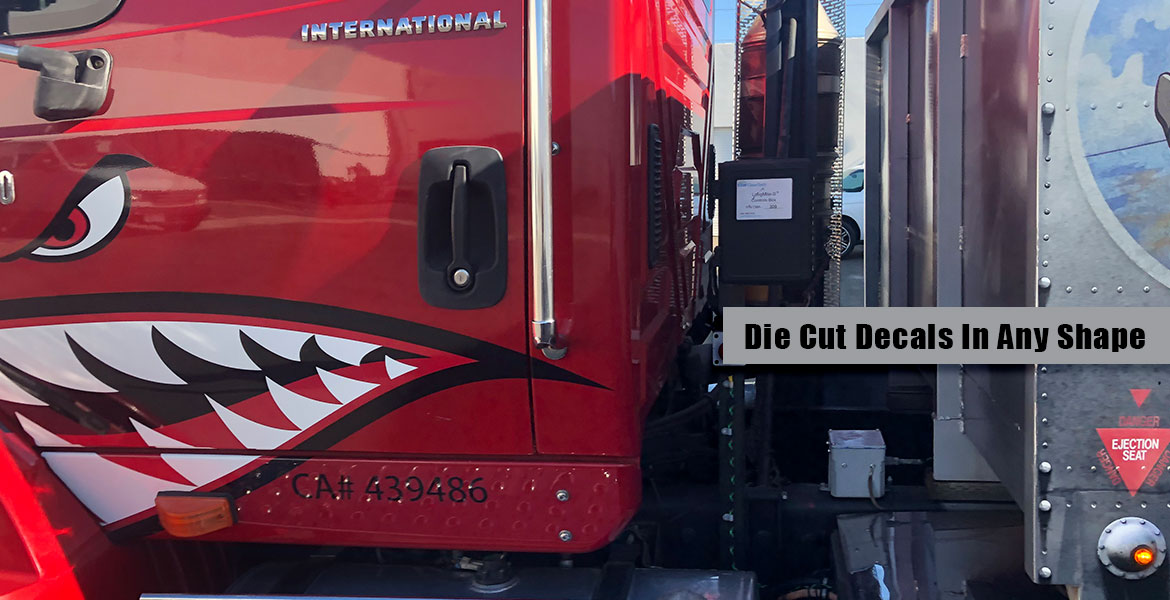 INTERNATIONAL
Die Cut Decals In Any Shape
DANGER
EJECTION
SEAT
CA# 439486